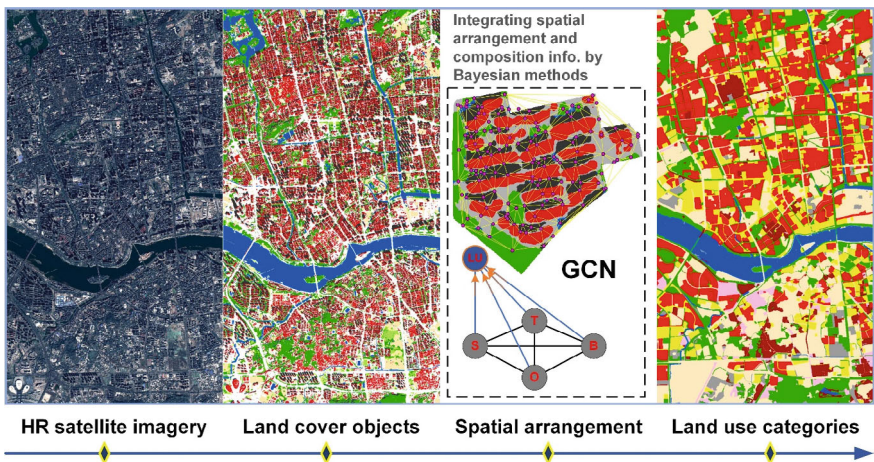 Integrating spatial
arrangement and
composition info. by
Bayesian methods
LU
GCN
T
S
B
O
HR satellite imagery
Land cover objects
Spatial arrangement
Land use categories